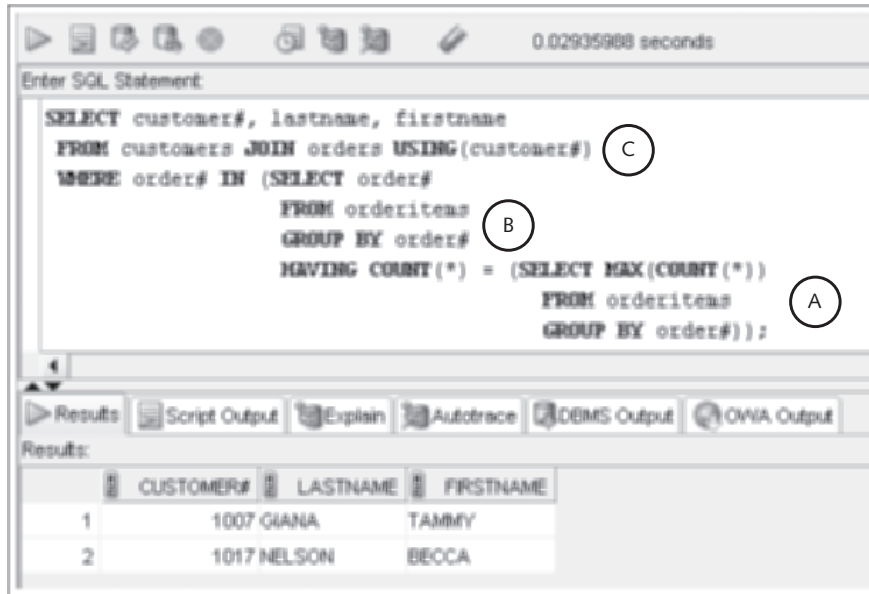 0.02935988 seconds
Enter SQL Statement:
SELECT customer#, lastname, firstname
FROM customers JOIN orders USING(customer#) C
WHERE order# IN (SELECT order#
FROM orderitems
B
GROUP BY order#
HAVING COUNT(*) = (SELECT MAX(COUNT(*))
FROM orderitems A
GROUP BY order#));
Results Script Output Explain Autotrace DBMS Output OWA Output
Results:
CUSTOMER# LASTNAME FIRSTNAME
1 1007 GIANA TAMMY
2 1017 NELSON BECCA